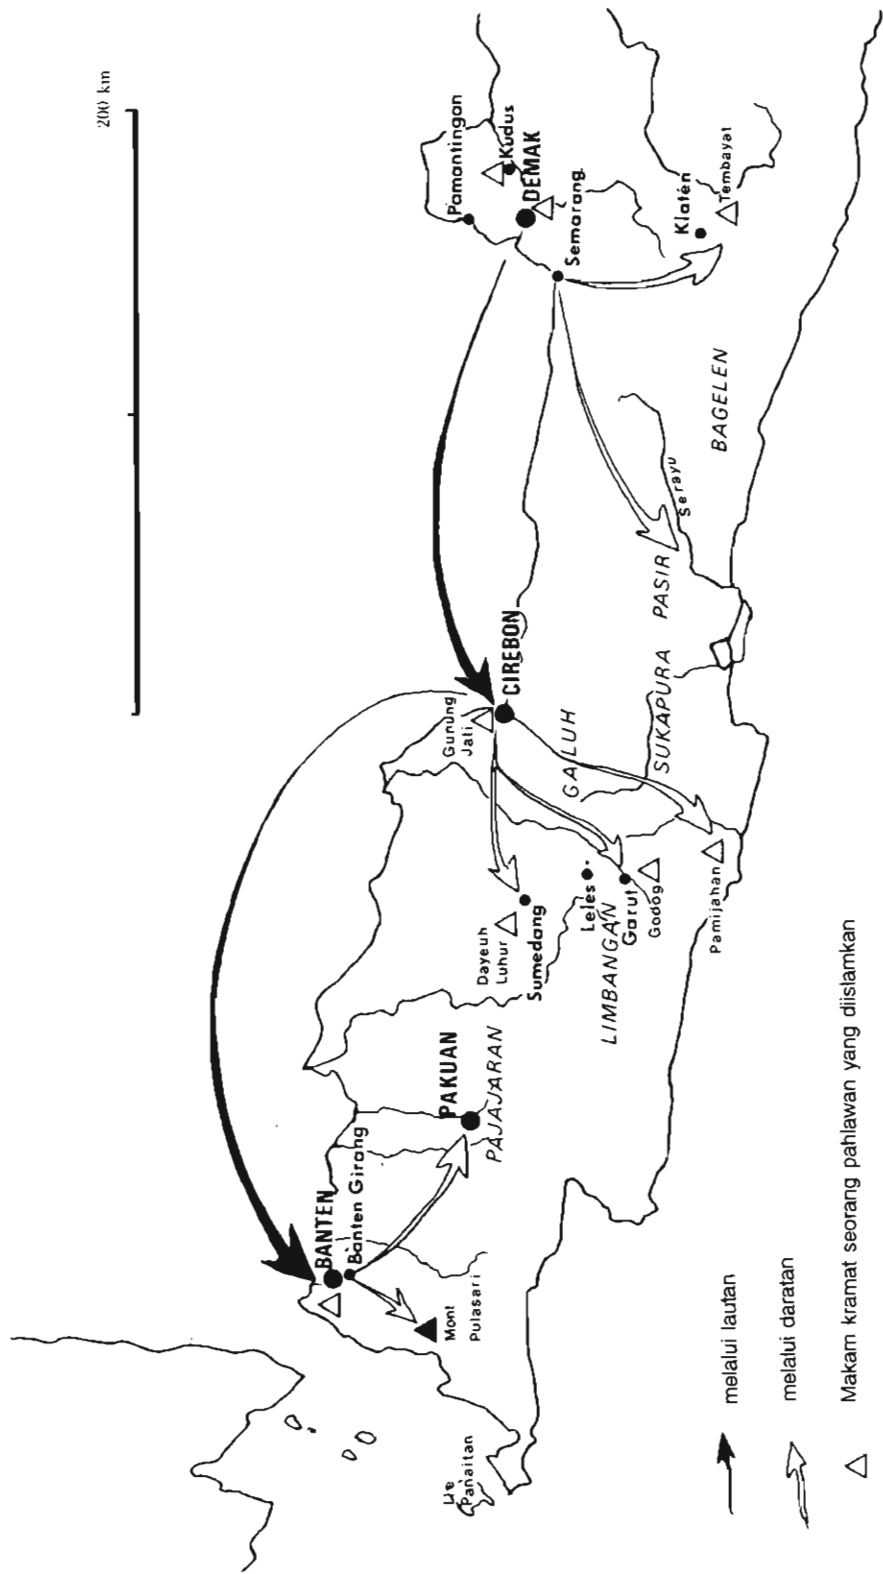 200 km
Pamantingan
Kudus
DEMAK
Semarang
Klatén
Tembayat
BAGELEN
Serayu
PASIR
SUKAPURA
GALUH
CIREBON
Gunung
Jati
Dayeuh
Luhur
Sumedang
Leles
LIMBANGAN
Garut
Godog
Pamijahan
PAKUAN
PAJAJARAN
BANTEN
Banten Girang
Mont
Pulasari
Ile
Panaitan
melalui lautan
melalui daratan
Makam kramat seorang pahlawan yang diislamkan